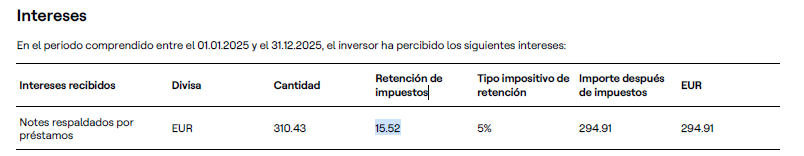 Intereses
En el periodo comprendido entre el 01.01.2025 y el 31.12.2025, el inversor ha percibido los siguientes intereses:
Intereses recibidos Divisa Cantidad Retención de impuestos Tipo impositivo de retención Importe después de impuestos EUR
Notes respaldados por préstamos EUR 310.43 15.52 5% 294.91 294.91